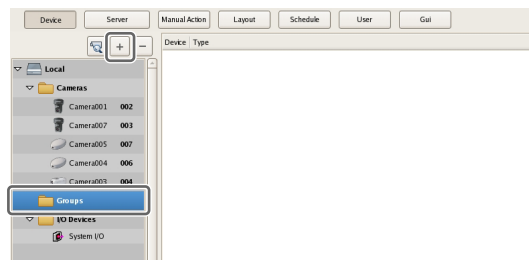 Device Server Manual Action Layout Schedule User Gui
+ −
Device Type
Local
Cameras
Camera001 002
Camera007 003
Camera005 007
Camera004 006
Camera003 004
Groups
I/O Devices
System I/O